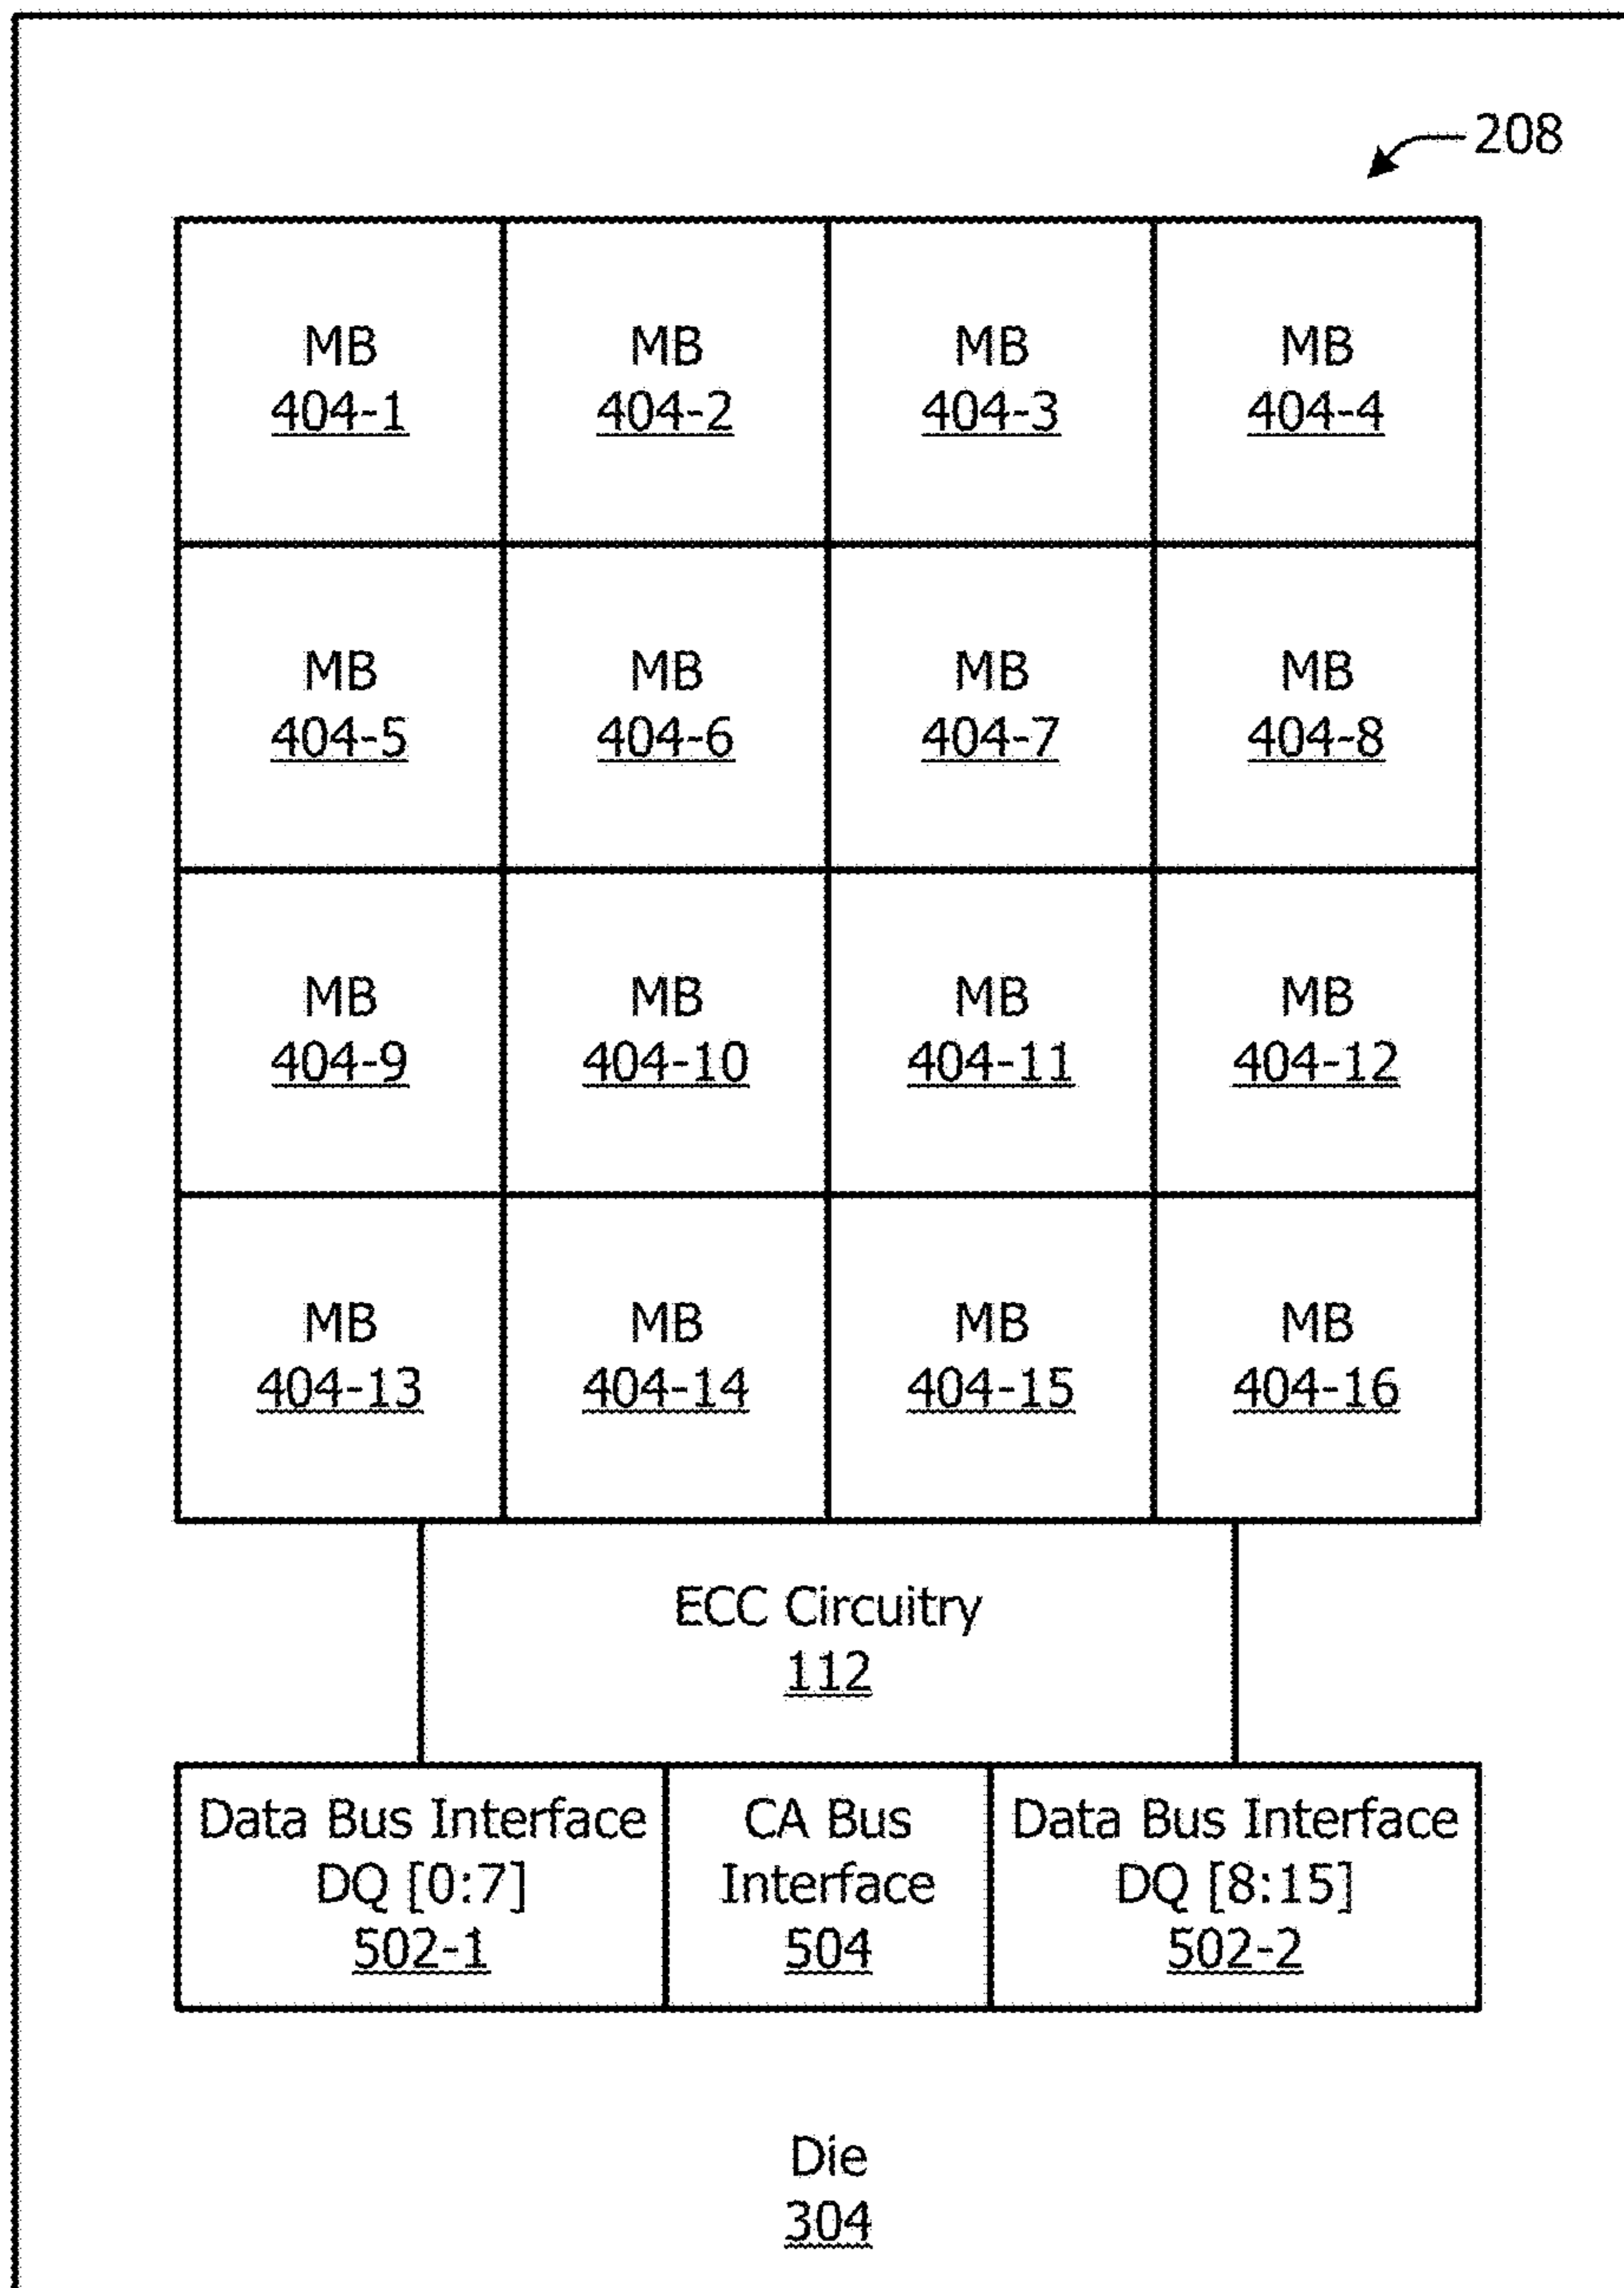 208
MB MB MB MB
404-1 404-2 404-3 404-4
MB MB MB MB
404-5 404-6 404-7 404-8
MB MB MB MB
404-9 404-10 404-11 404-12
MB MB MB MB
404-13 404-14 404-15 404-16
ECC Circuitry
112
Data Bus Interface
DQ [0:7]
502-1
CA Bus
Interface
504
Data Bus Interface
DQ [8:15]
502-2
Die
304